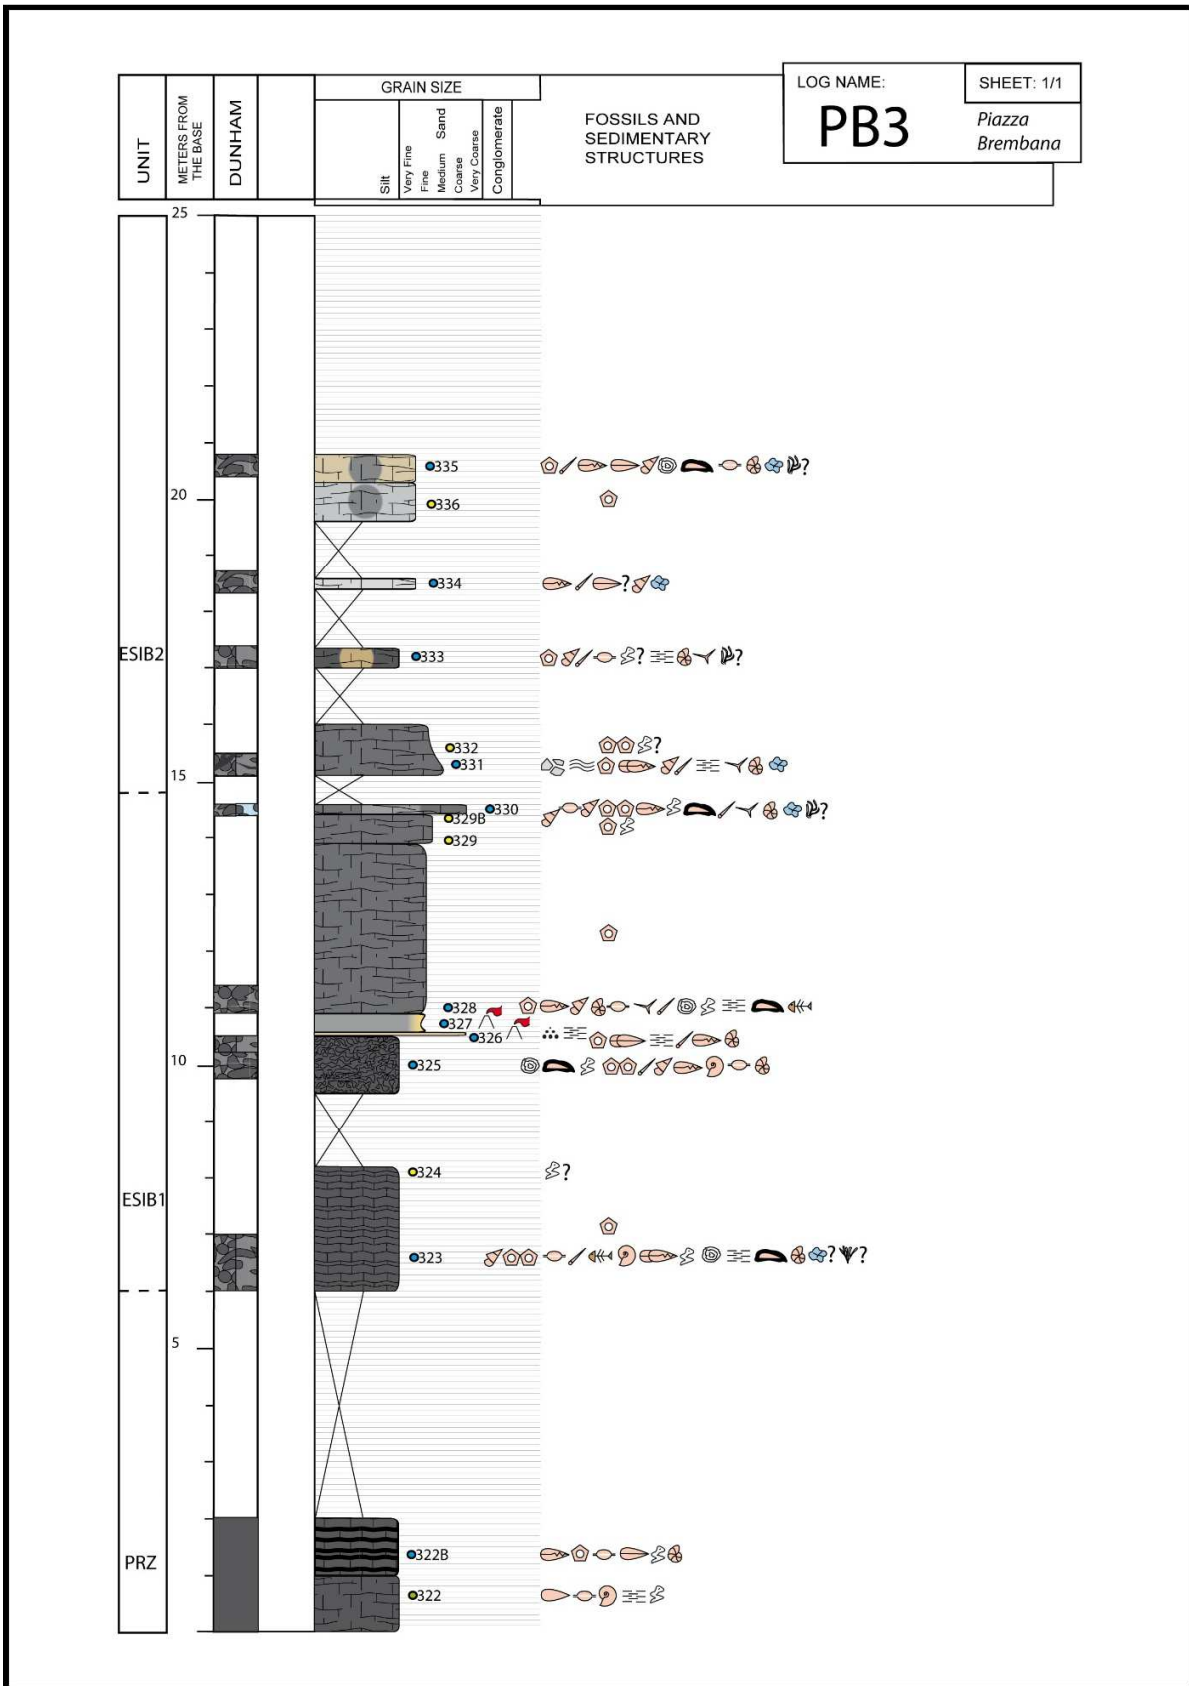 LOG NAME:
PB3
SHEET: 1/1
Piazza
Brembana
UNIT
METERS FROM
THE BASE
DUNHAM
GRAIN SIZE
Silt
Very Fine
Fine
Medium
Sand
Coarse
Very Coarse
Conglomerate
FOSSILS AND
SEDIMENTARY
STRUCTURES
25
335
?
20
336
334
?
ESIB2
333
?
?
332
?
331
15
330
?
329B
329
328
327
326
10
325
324
?
ESIB1
323
?
?
5
PRZ
322B
322